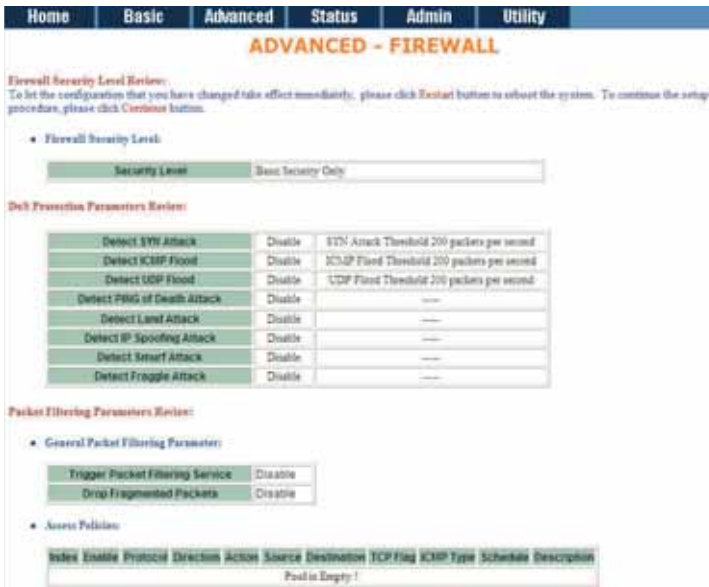 Home Basic Advanced Status Admin Utility
ADVANCED - FIREWALL
Firewall Security Level Review:
To let the configuration that you have changed take effect immediately, please click Restart button to reboot the system. To continue the setup
procedure, please click Continue button.
• Firewall Security Level:
Security Level Basic Security Only
DoS Protection Parameters Review:
Detect SYN Attack Disable SYN Attack Threshold 200 packets per second
Detect ICMP Flood Disable ICMP Flood Threshold 200 packets per second
Detect UDP Flood Disable UDP Flood Threshold 200 packets per second
Detect PING of Death Attack Disable -----
Detect Land Attack Disable -----
Detect IP Spoofing Attack Disable -----
Detect Smurf Attack Disable -----
Detect Fraggle Attack Disable -----
Packet Filtering Parameters Review:
• General Packet Filtering Parameter:
Trigger Packet Filtering Service Disable
Drop Fragmented Packets Disable
• Access Policies:
Index Enable Protocol Direction Action Source Destination TCP Flag ICMP Type Schedule Description
Pool is Empty !